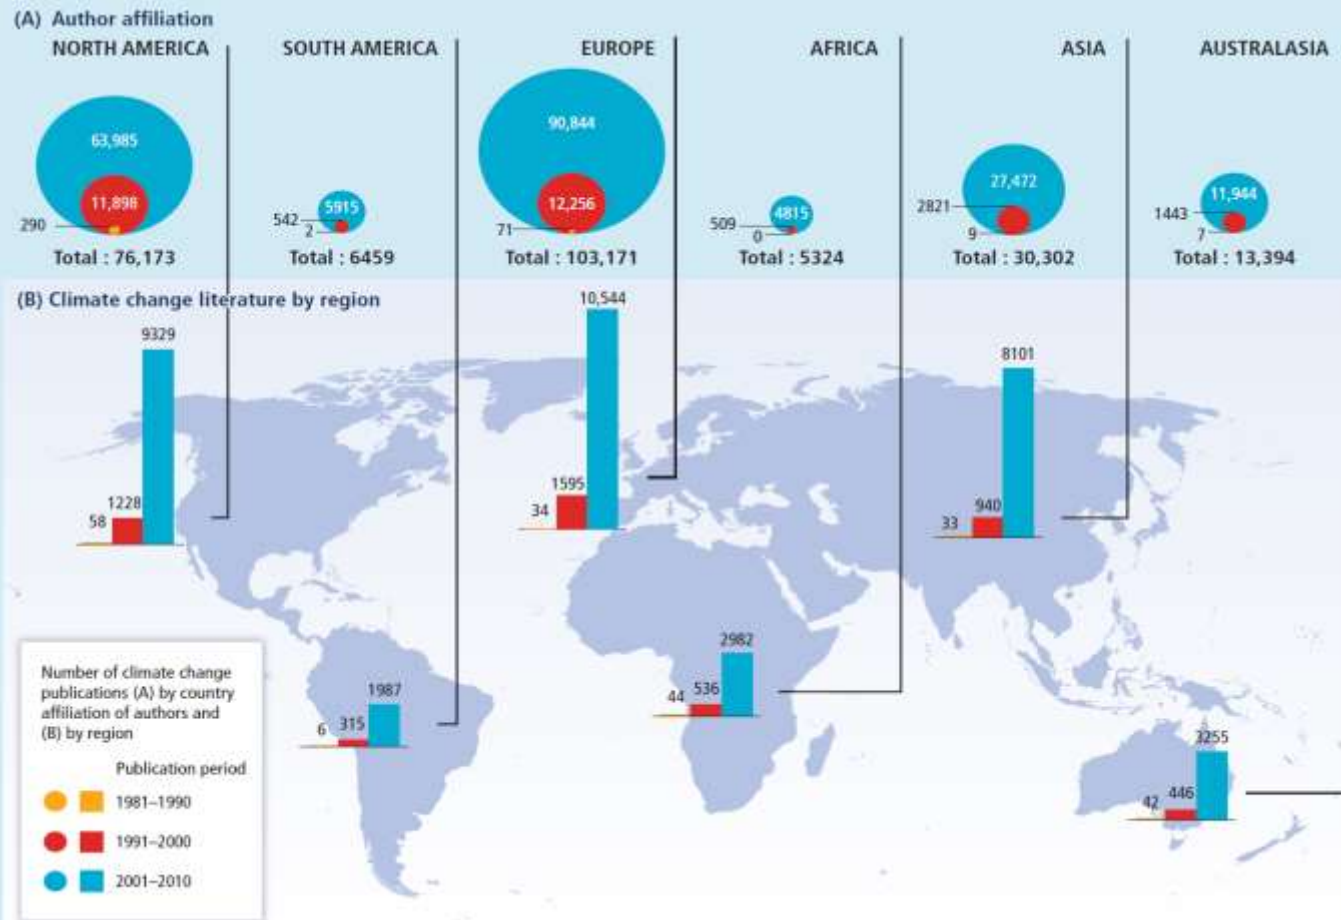 (A) Author affiliation
NORTH AMERICA
SOUTH AMERICA
EUROPE
AFRICA
ASIA
AUSTRALASIA
63,985
11,898
290
Total : 76,173
5915
542
2
Total : 6459
90,844
12,256
71
Total : 103,171
4815
509
0
Total : 5324
27,472
2821
9
Total : 30,302
11,944
1443
7
Total : 13,394
(B) Climate change literature by region
9329
1228
58
10,544
1595
34
8101
940
33
2982
536
44
1987
315
6
3255
446
42
Number of climate change
publications (A) by country
affiliation of authors and
(B) by region
Publication period
1981–1990
1991–2000
2001–2010